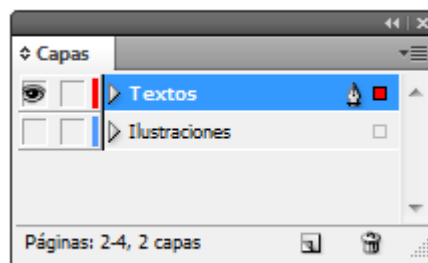 Capas
Textos
Ilustraciones
Páginas: 2-4, 2 capas